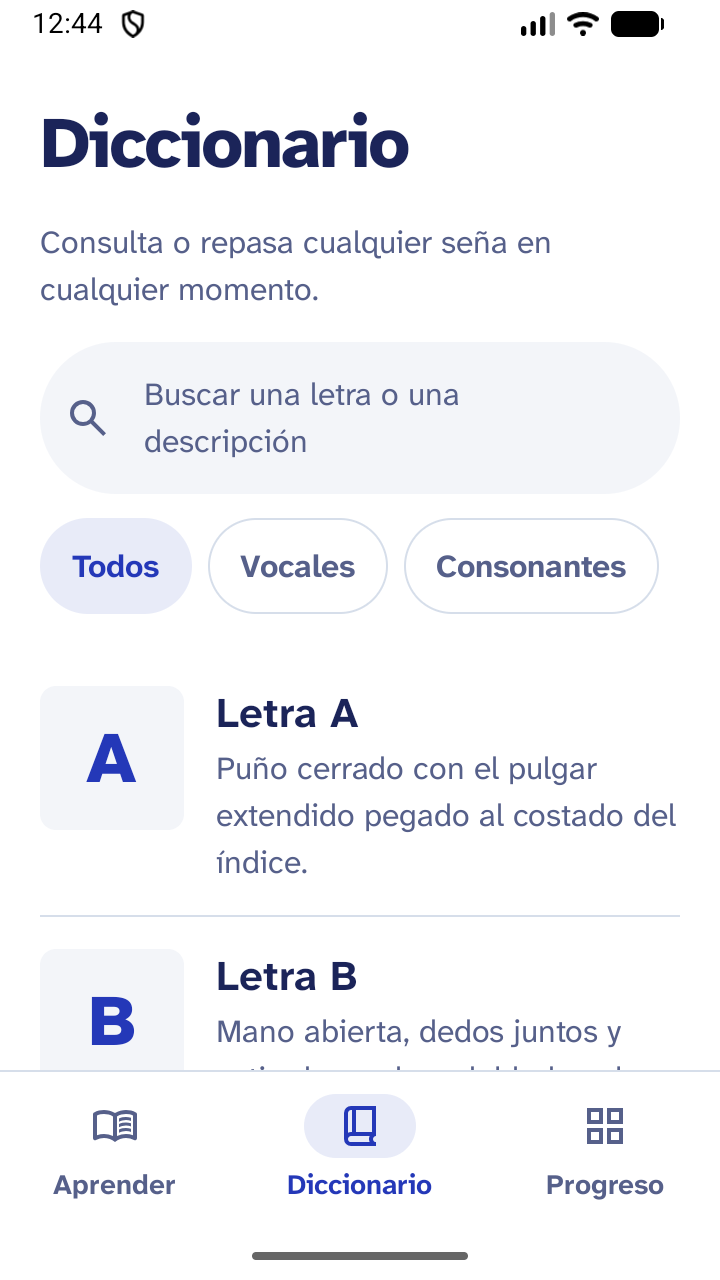 12:44
Diccionario
Consulta o repasa cualquier seña en
cualquier momento.
Buscar una letra o una
descripción
Todos
Vocales
Consonantes
A
Letra A
Puño cerrado con el pulgar
extendido pegado al costado del
índice.
B
Letra B
Mano abierta, dedos juntos y
Aprender
Diccionario
Progreso